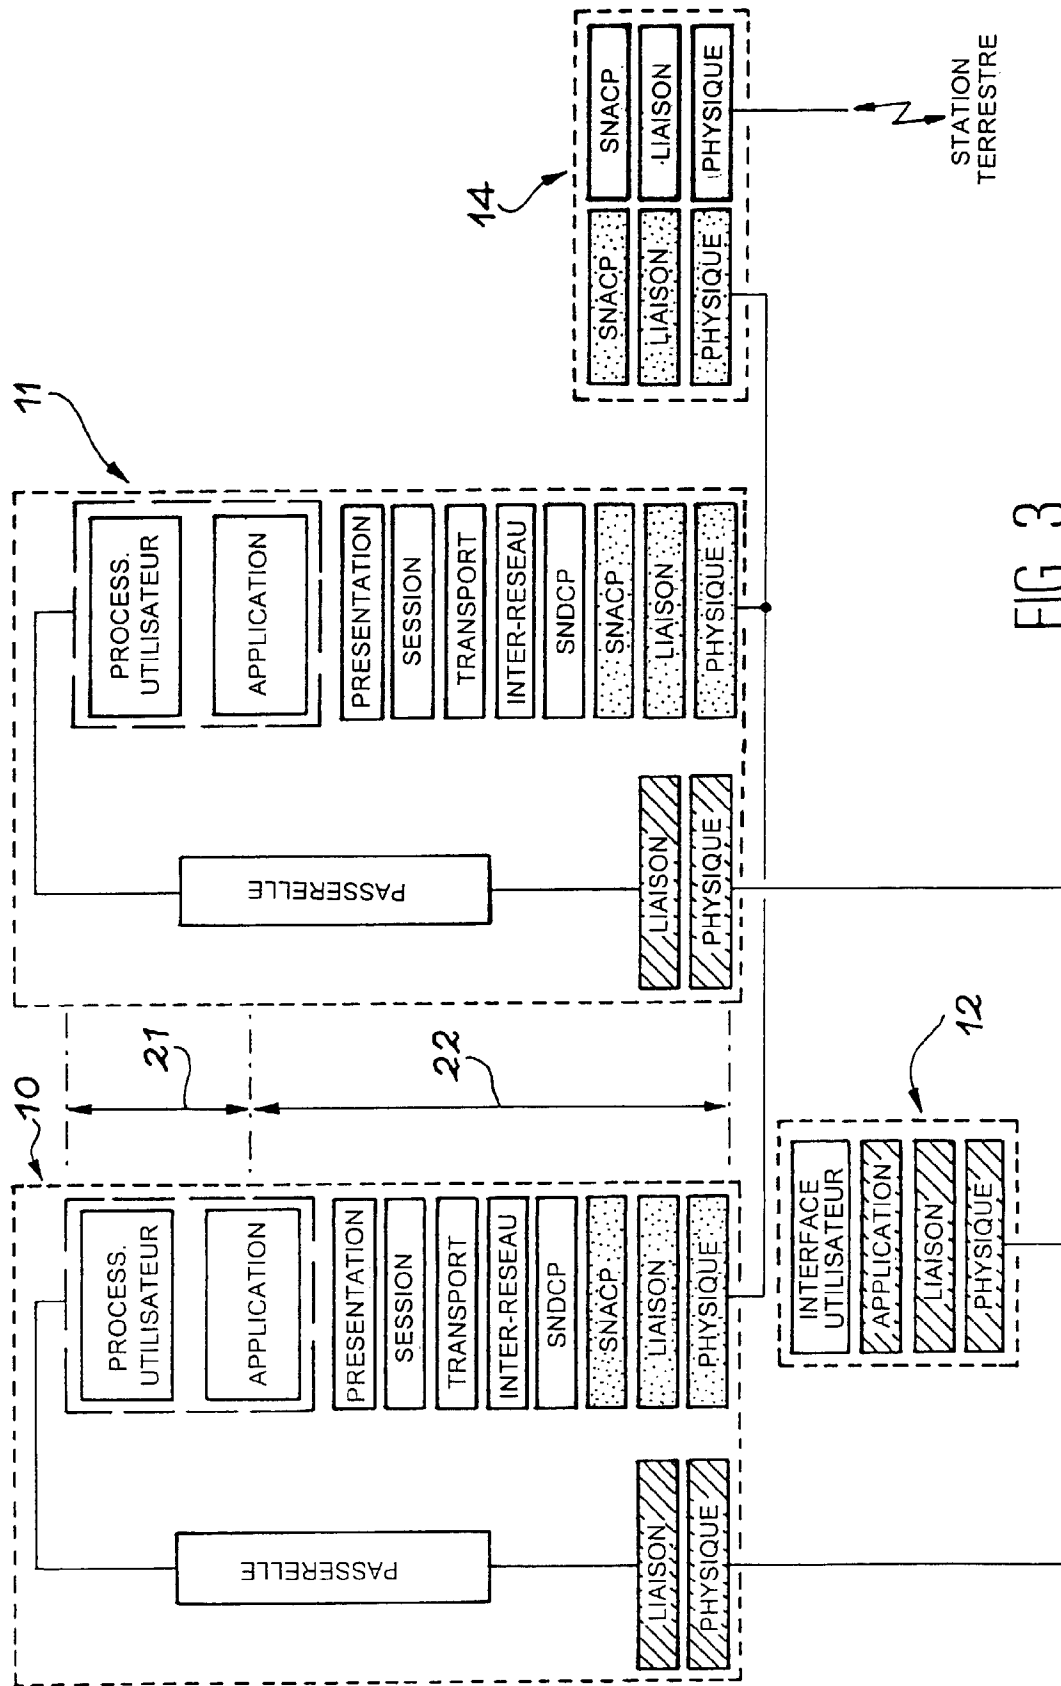 10
PROCESS.
UTILISATEUR
APPLICATION
PRESENTATION
SESSION
TRANSPORT
INTER-RESEAU
SNDCP
SNACP
LIAISON
PHYSIQUE
PASSERELLE
LIAISON
PHYSIQUE
21
22
11
PROCESS.
UTILISATEUR
APPLICATION
PRESENTATION
SESSION
TRANSPORT
INTER-RESEAU
SNDCP
SNACP
LIAISON
PHYSIQUE
PASSERELLE
LIAISON
PHYSIQUE
12
INTERFACE
UTILISATEUR
APPLICATION
LIAISON
PHYSIQUE
14
SNACP
LIAISON
PHYSIQUE
SNACP
LIAISON
PHYSIQUE
STATION
TERRESTRE
FIG 3